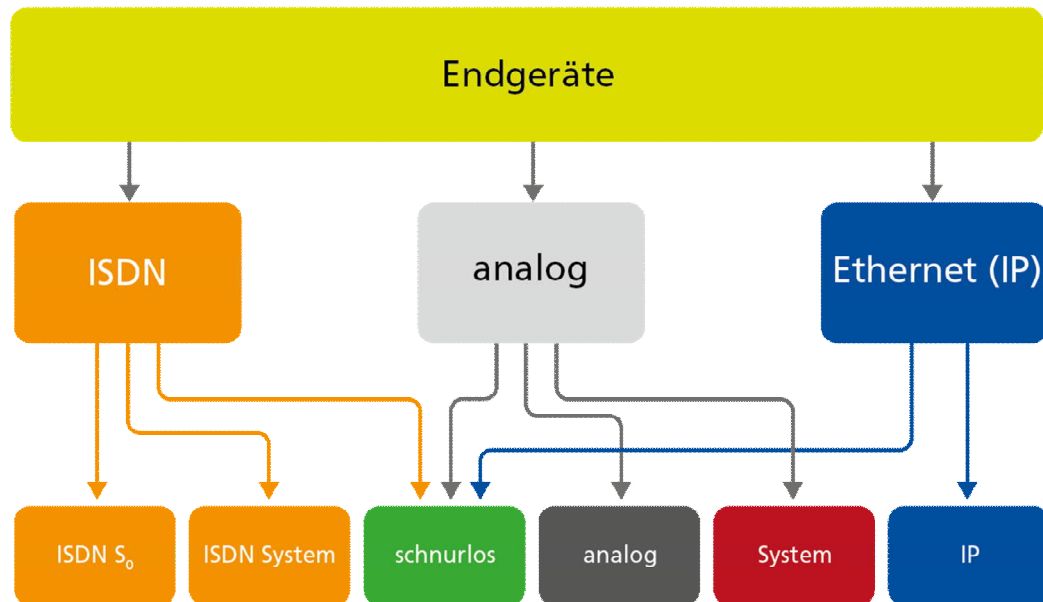 Endgeräte
ISDN
analog
Ethernet (IP)
ISDN S₀
ISDN System
schnurlos
analog
System
IP